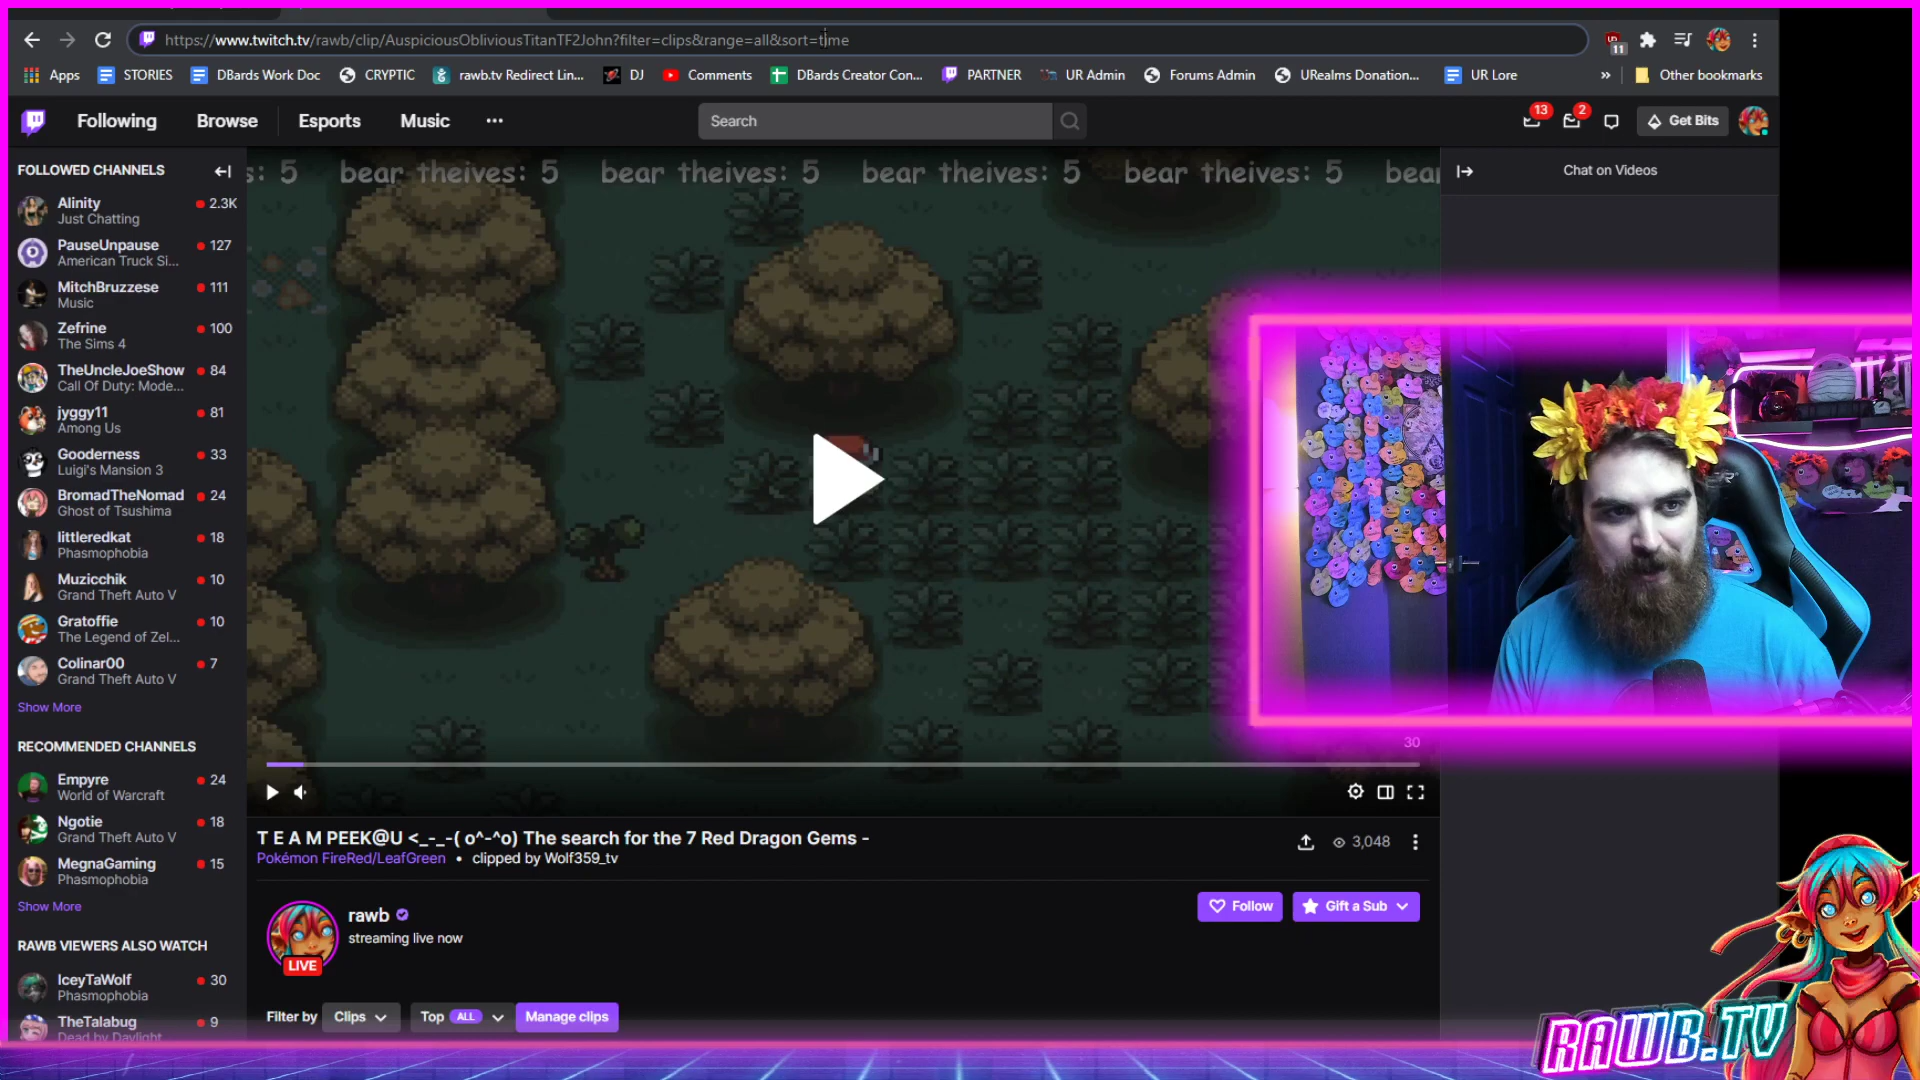 https://www.twitch.tv/rawb/clip/AuspiciousObliviousTitanTF2John?filter=clips&range=all&sort=time
11
Apps
STORIES
DBards Work Doc
CRYPTIC
rawb.tv Redirect Lin...
DJ
Comments
DBards Creator Con...
PARTNER
UR Admin
Forums Admin
URealms Donation...
UR Lore
»
Other bookmarks
Following
Browse
Esports
Music
Search
13
2
Get Bits
FOLLOWED CHANNELS
Alinity
2.3K
Just Chatting
PauseUnpause
127
American Truck Si...
MitchBruzzese
111
Music
Zefrine
100
The Sims 4
TheUncleJoeShow
84
Call Of Duty: Mode...
jyggy11
81
Among Us
Gooderness
33
Luigi's Mansion 3
BromadTheNomad
24
Ghost of Tsushima
littleredkat
18
Phasmophobia
Muzicchik
10
Grand Theft Auto V
Gratoffie
10
The Legend of Zel...
Colinar00
7
Grand Theft Auto V
Show More
RECOMMENDED CHANNELS
Empyre
24
World of Warcraft
Ngotie
18
Grand Theft Auto V
MegnaGaming
15
Phasmophobia
Show More
RAWB VIEWERS ALSO WATCH
IceyTaWolf
30
Phasmophobia
TheTalabug
9
Dead by Daylight
s: 5 bear theives: 5 bear theives: 5 bear theives: 5 bear theives: 5 bear
Chat on Videos
30
T E A M PEEK@U <_-_-( o^-^o) The search for the 7 Red Dragon Gems -
Pokémon FireRed/LeafGreen • clipped by Wolf359_tv
3,048
rawb
streaming live now
LIVE
Follow
Gift a Sub
Filter by
Clips
Top ALL
Manage clips
RAWB.TV